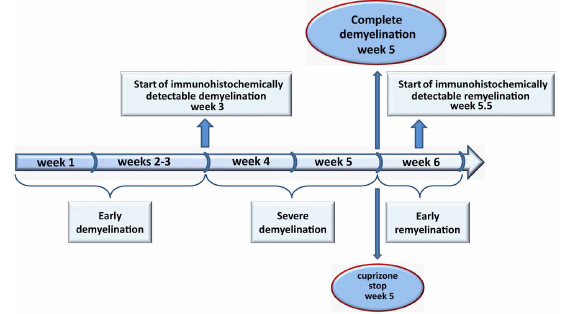 Complete
demyelination
week 5
Start of immunohistochemically
detectable demyelination
week 3
Start of immunohistochemically
detectable remyelination
week 5.5
week 1
weeks 2-3
week 4
week 5
week 6
Early
demyelination
Severe
demyelination
Early
remyelination
cuprizone
stop
week 5